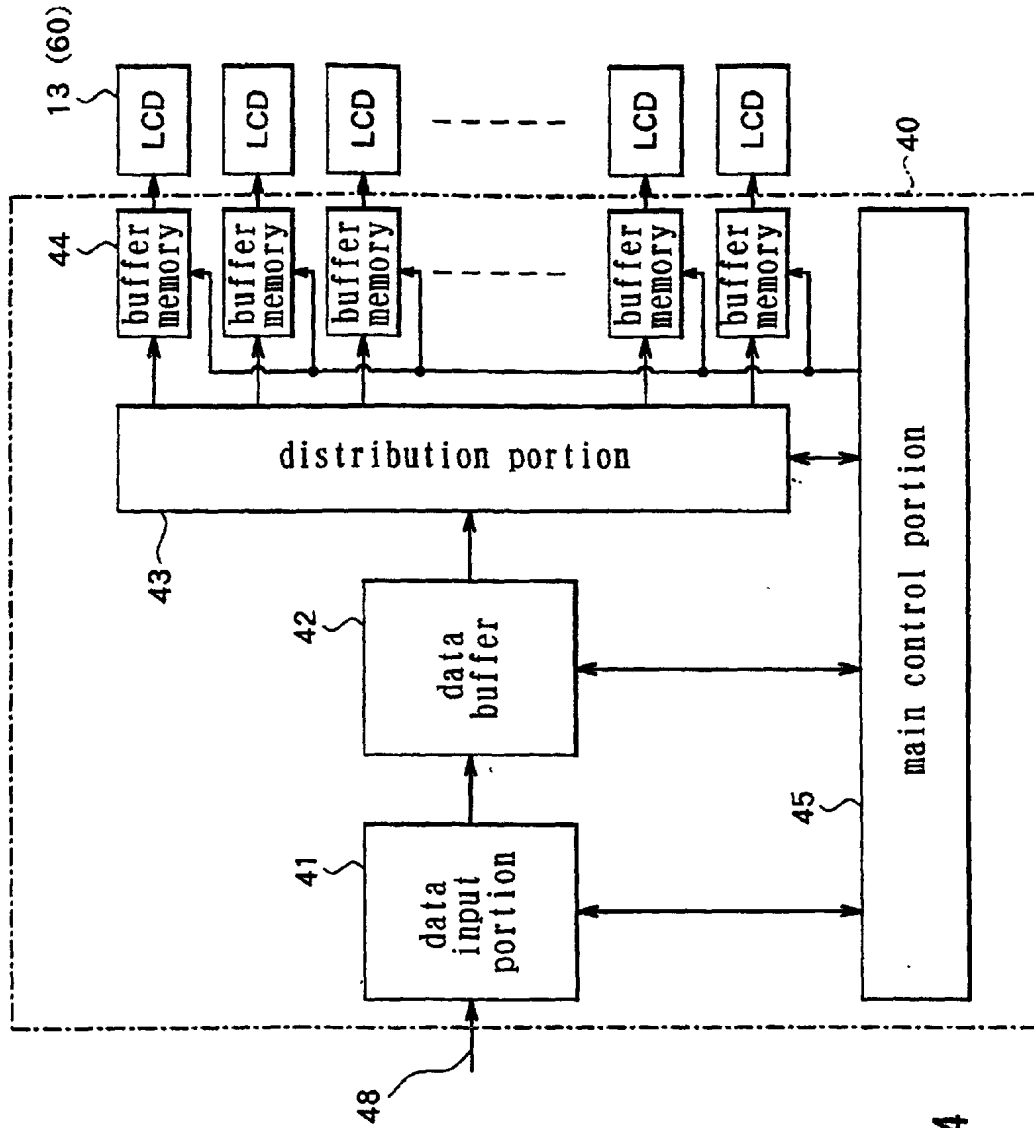 13 (60)
LCD
LCD
LCD
LCD
LCD
44
buffer
memory
buffer
memory
buffer
memory
buffer
memory
buffer
memory
40
43
distribution portion
42
data
buffer
41
data
input
portion
45
main control portion
48
4